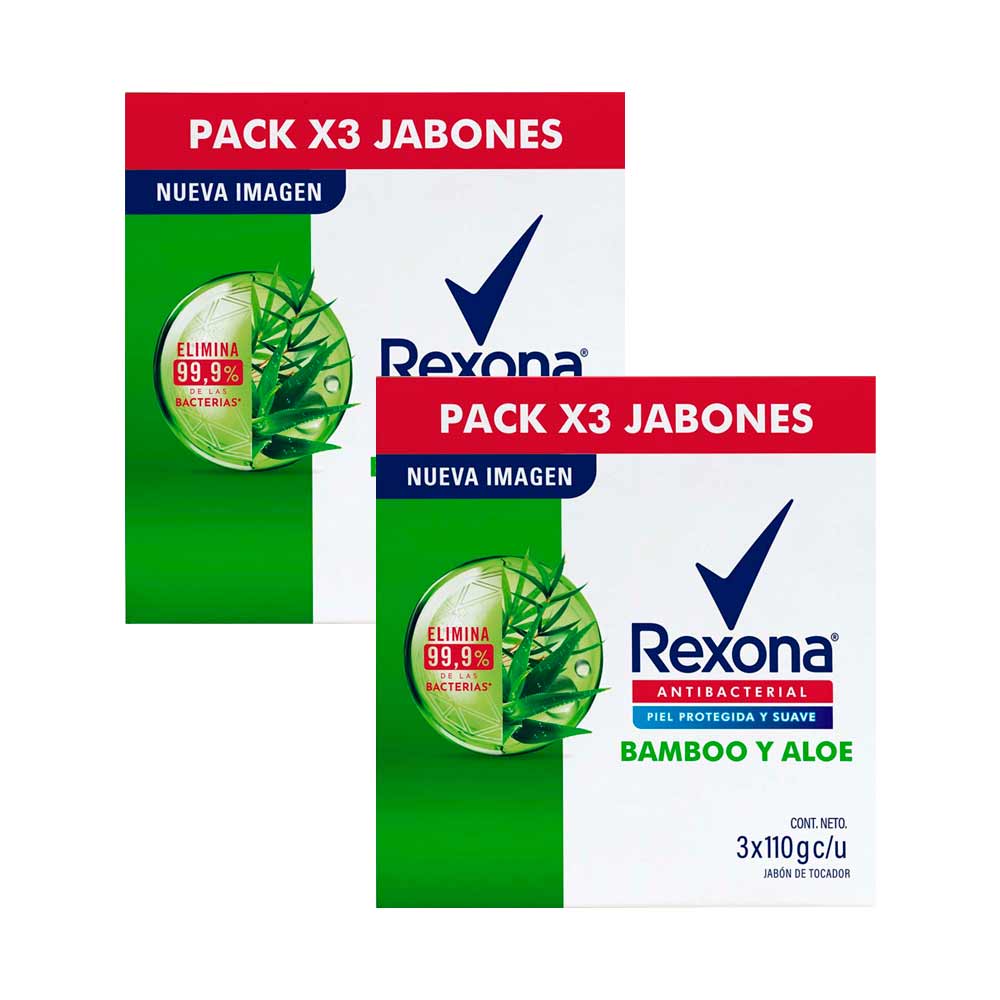 PACK X3 JABONES
NUEVA IMAGEN
ELIMINA
99,9%
DE LAS
BACTERIAS*
Rexona®
PACK X3 JABONES
NUEVA IMAGEN
ELIMINA
99,9%
DE LAS
BACTERIAS*
Rexona®
ANTIBACTERIAL
PIEL PROTEGIDA Y SUAVE
BAMBOO Y ALOE
CONT. NETO.
3x110gc/u
JABÓN DE TOCADOR